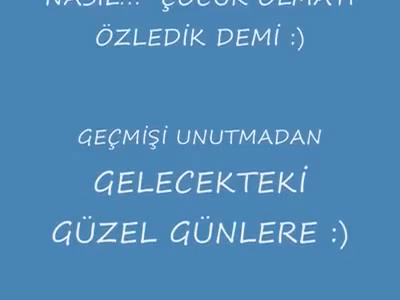 NASIL... ÇOCUK OLMAYI
ÖZLEDİK DEMİ :)
GEÇMİŞİ UNUTMADAN
GELECEKTEKİ
GÜZEL GÜNLERE :)